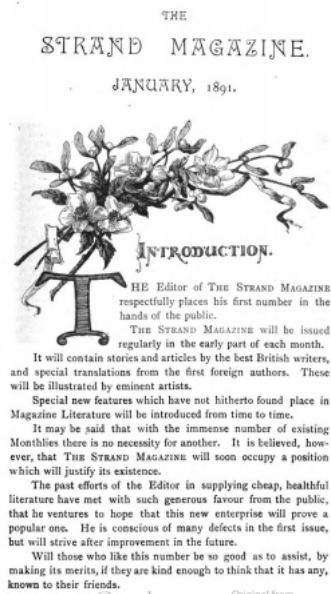 THE
STRAND MAGAZINE.
JANUARY, 1891.
INTRODUCTION.
THE Editor of THE STRAND MAGAZINE
respectfully places his first number in the
hands of the public.
THE STRAND MAGAZINE will be issued
regularly in the early part of each month.
It will contain stories and articles by the best British writers,
and special translations from the first foreign authors. These
will be illustrated by eminent artists.
Special new features which have not hitherto found place in
Magazine Literature will be introduced from time to time.
It may be said that with the immense number of existing
Monthlies there is no necessity for another. It is believed, how-
ever, that THE STRAND MAGAZINE will soon occupy a position
which will justify its existence.
The past efforts of the Editor in supplying cheap, healthful
literature have met with such generous favour from the public,
that he ventures to hope that this new enterprise will prove a
popular one. He is conscious of many defects in the first issue,
but will strive after improvement in the future.
Will those who like this number be so good as to assist, by
making its merits, if they are kind enough to think that it has any,
known to their friends.
Original from